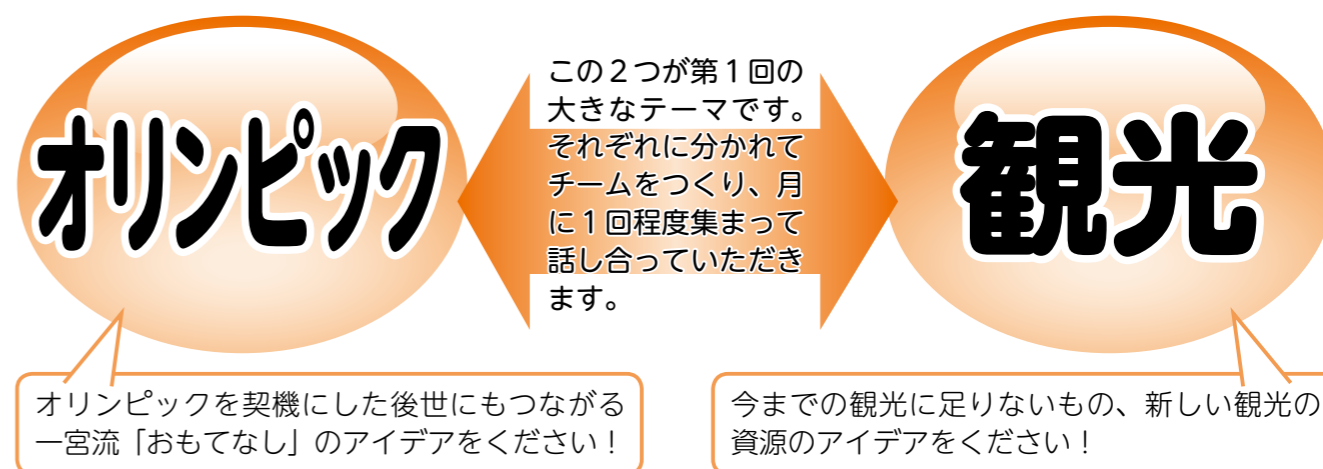 オリンピック
この2つが第1回の
大きなテーマです。
それぞれに分かれて
チームをつくり、月
に1回程度集まって
話し合っていただき
ます。
観光
オリンピックを契機にした後世にもつながる
一宮流「おもてなし」のアイデアをください!
今までの観光に足りないもの、新しい観光の
資源のアイデアをください!